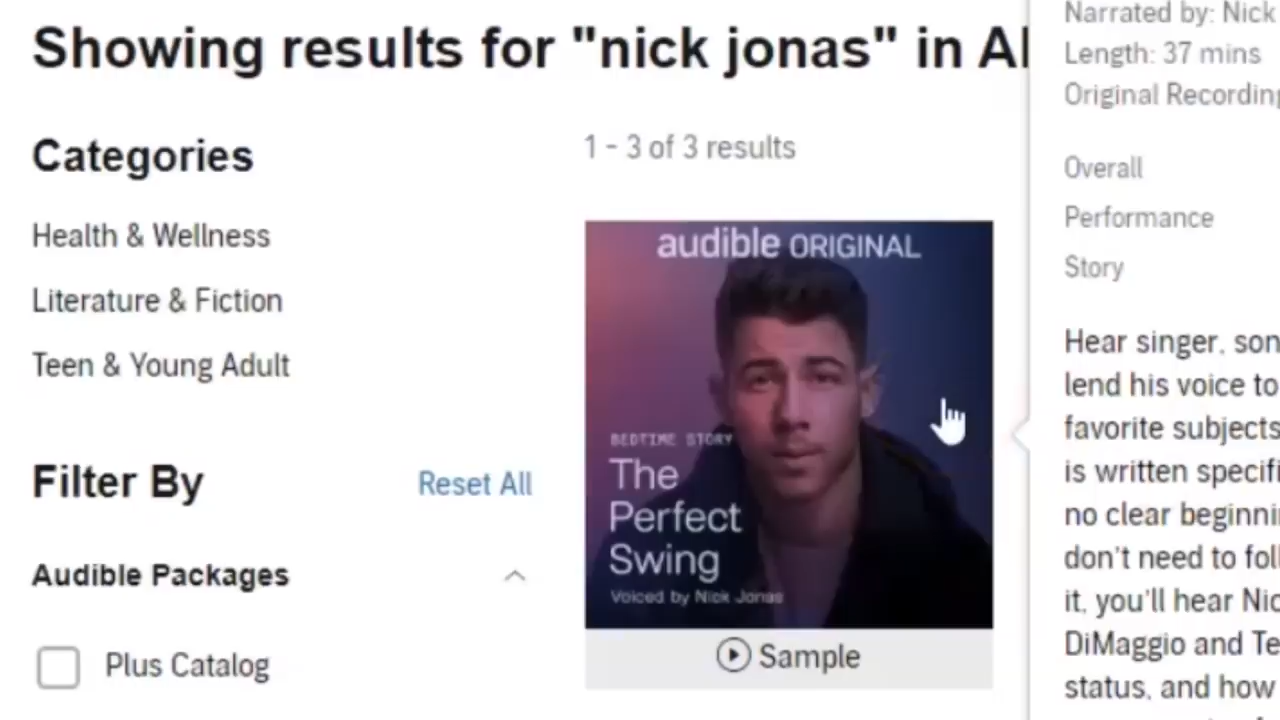 Showing results for "nick jonas" in
Categories
Health & Wellness
Literature & Fiction
Teen & Young Adult
Filter By
Reset All
Audible Packages
Plus Catalog
1 - 3 of 3 results
audible ORIGINAL
BEDTIME STORY
The
Perfect
Swing
Voiced by Nick Jonas
Sample
Narrated by: Nick
Length: 37 mins
Original Recording
Overall
Performance
Story
Hear singer, son
lend his voice to
favorite subjects
is written specifi
no clear beginni
don't need to foll
it, you'll hear Nic
DiMaggio and Te
status, and how